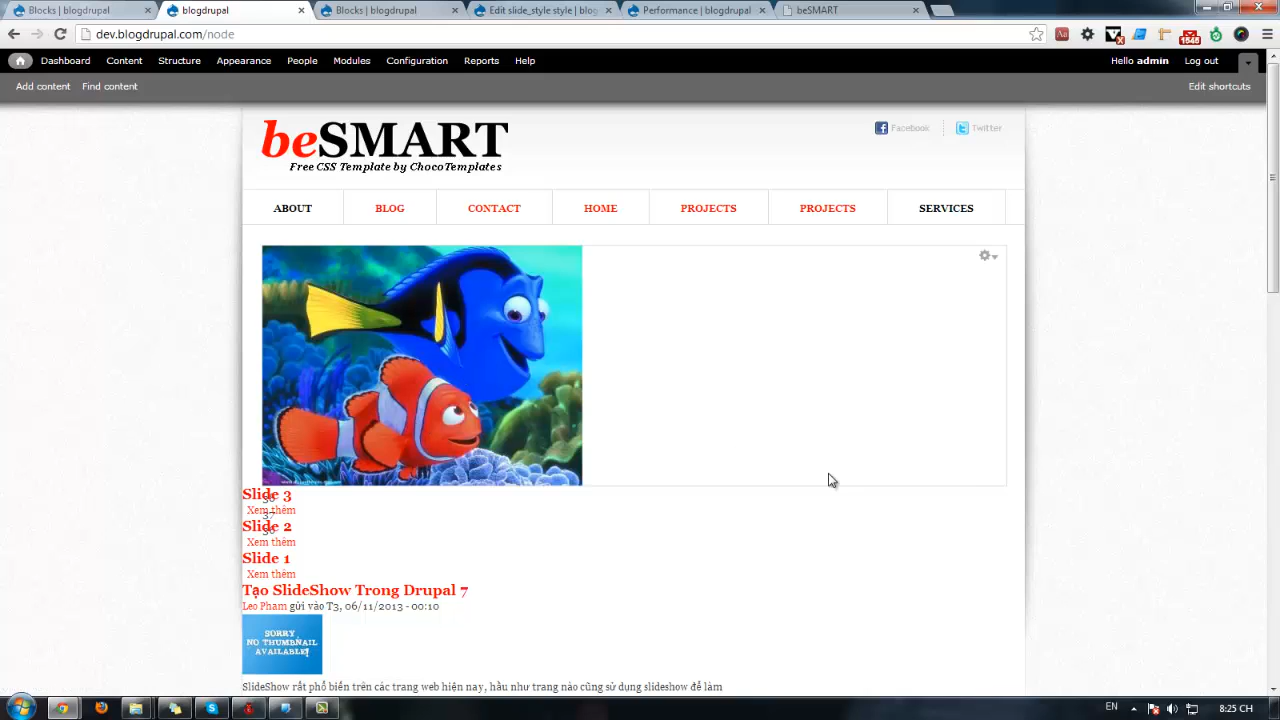 Blocks | blogdrupal
blogdrupal
Blocks | blogdrupal
Edit slide_style style | blog
Performance | blogdrupal
beSMART
dev.blogdrupal.com/node
1545
Dashboard Content Structure Appearance People Modules Configuration Reports Help
Hello admin Log out
Add content Find content
Edit shortcuts
beSMART
Free CSS Template by ChocoTemplates
Facebook
Twitter
ABOUT BLOG CONTACT HOME PROJECTS PROJECTS SERVICES
Slide 3
Xem thêm
37
Slide 2
Xem thêm
Slide 1
Xem thêm
Tạo SlideShow Trong Drupal 7
Leo Pham gửi vào T3, 06/11/2013 - 00:10
SORRY
NO THUMBNAIL
AVAILABLE!
SlideShow rất phổ biến trên các trang web hiện nay, hầu như trang nào cũng sử dụng slideshow để làm
EN
8:25 CH